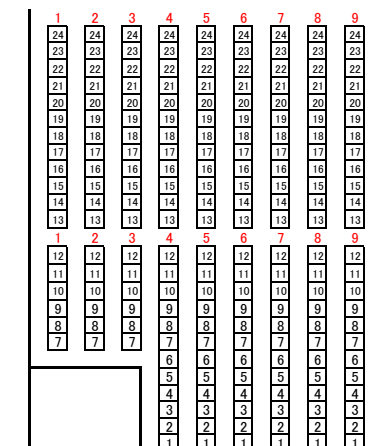 1 2 3 4 5 6 7 8 9
24 24 24 24 24 24 24 24 24
23 23 23 23 23 23 23 23 23
22 22 22 22 22 22 22 22 22
21 21 21 21 21 21 21 21 21
20 20 20 20 20 20 20 20 20
19 19 19 19 19 19 19 19 19
18 18 18 18 18 18 18 18 18
17 17 17 17 17 17 17 17 17
16 16 16 16 16 16 16 16 16
15 15 15 15 15 15 15 15 15
14 14 14 14 14 14 14 14 14
13 13 13 13 13 13 13 13 13
1 2 3 4 5 6 7 8 9
12 12 12 12 12 12 12 12 12
11 11 11 11 11 11 11 11 11
10 10 10 10 10 10 10 10 10
9 9 9 9 9 9 9 9 9
8 8 8 8 8 8 8 8 8
7 7 7 7 7 7 7 7 7
6 6 6 6 6 6
5 5 5 5 5 5
4 4 4 4 4 4
3 3 3 3 3 3
2 2 2 2 2 2
1 1 1 1 1 1